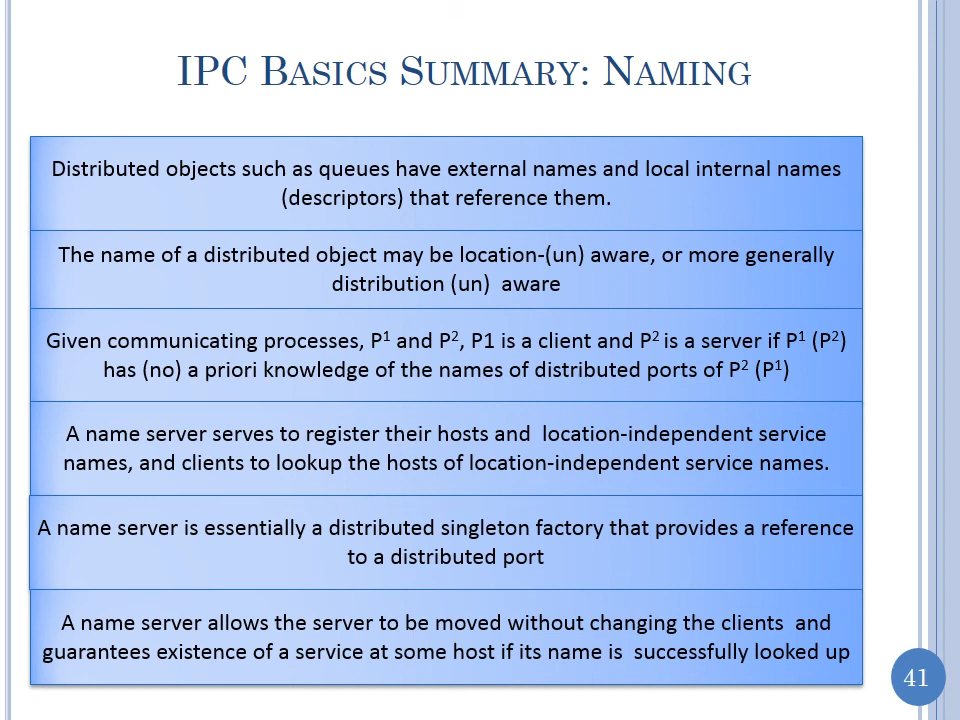 IPC BASICS SUMMARY: NAMING
Distributed objects such as queues have external names and local internal names
(descriptors) that reference them.
The name of a distributed object may be location-(un) aware, or more generally
distribution (un) aware
Given communicating processes, P¹ and P², P1 is a client and P² is a server if P¹ (P²)
has (no) a priori knowledge of the names of distributed ports of P² (P¹)
A name server serves to register their hosts and location-independent service
names, and clients to lookup the hosts of location-independent service names.
A name server is essentially a distributed singleton factory that provides a reference
to a distributed port
A name server allows the server to be moved without changing the clients and
guarantees existence of a service at some host if its name is successfully looked up
41